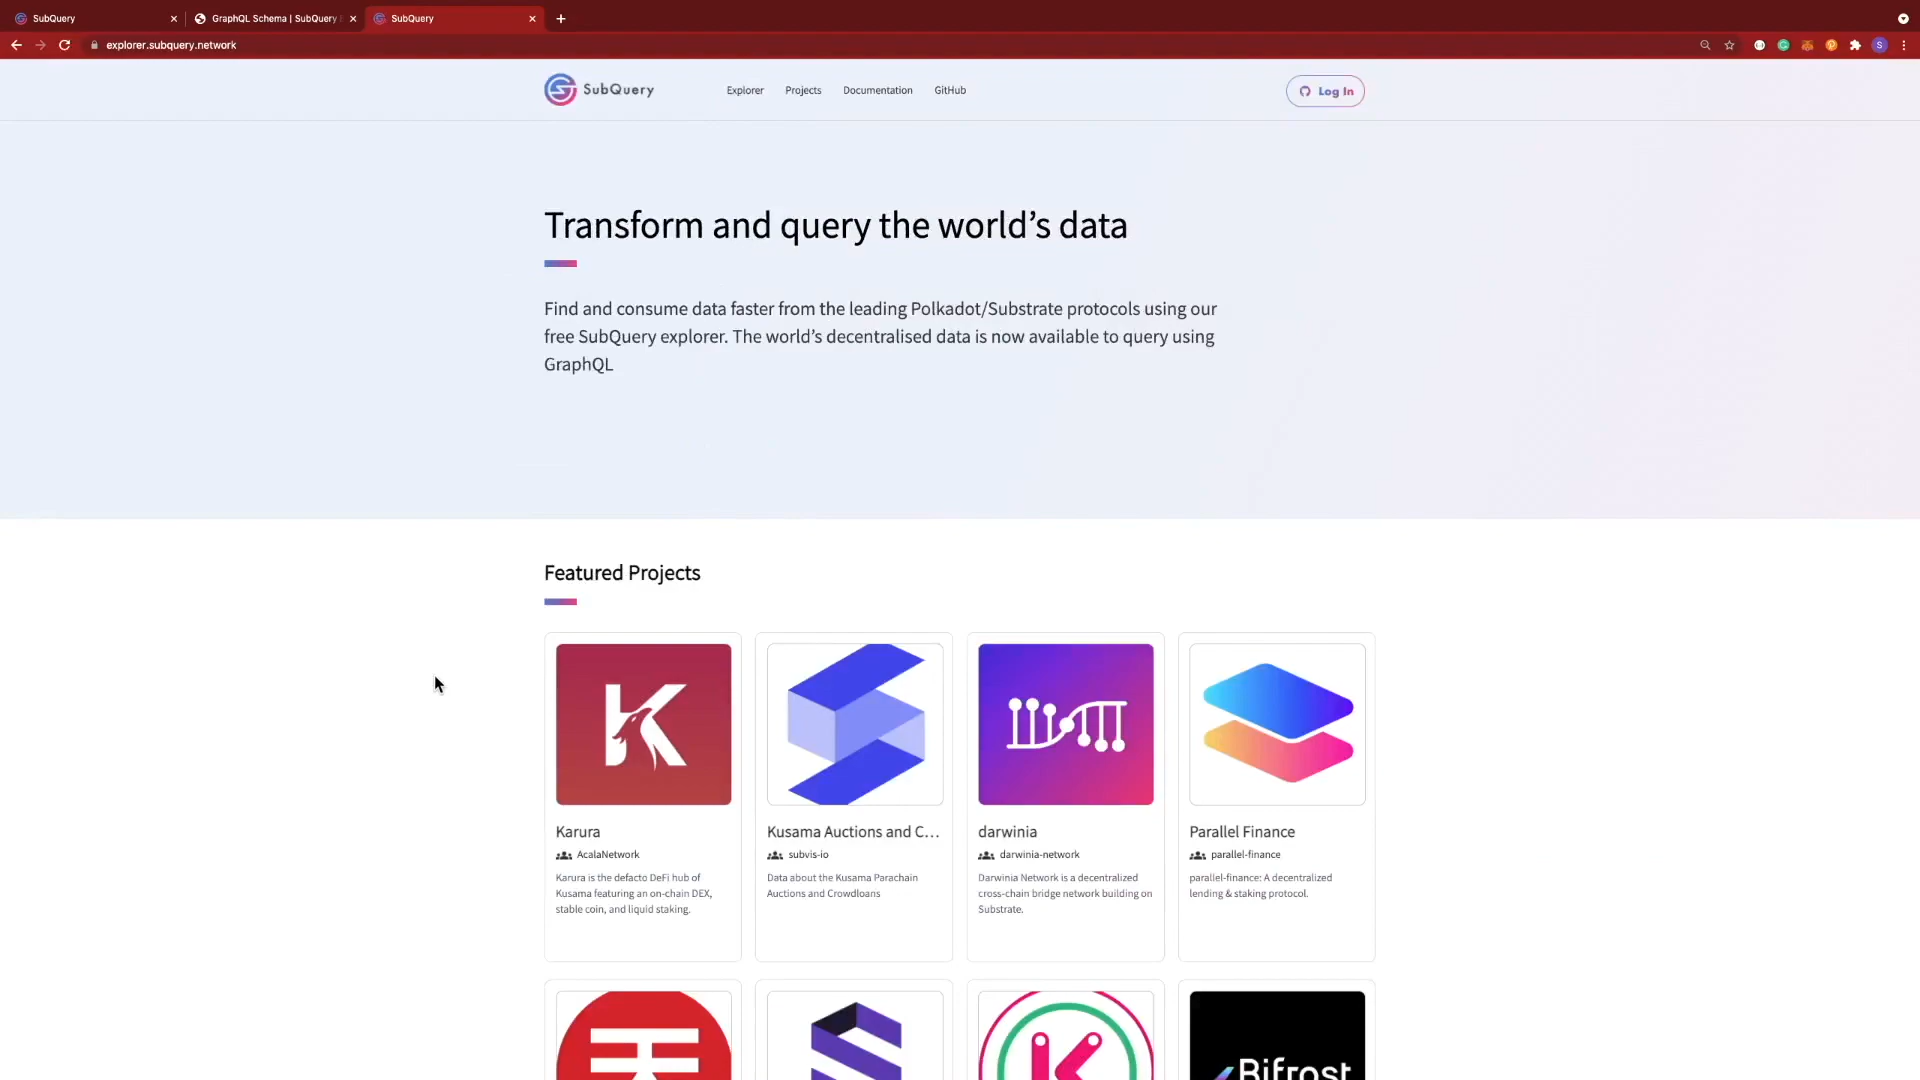 SubQuery
GraphQL Schema | SubQuery
SubQuery
explorer.subquery.network
S
SubQuery
Explorer
Projects
Documentation
GitHub
Log In
Transform and query the world’s data
Find and consume data faster from the leading Polkadot/Substrate protocols using our
free SubQuery explorer. The world’s decentralised data is now available to query using
GraphQL
Featured Projects
Karura
AcalaNetwork
Karura is the defacto DeFi hub of
Kusama featuring an on-chain DEX,
stable coin, and liquid staking.
Kusama Auctions and C...
subvis-io
Data about the Kusama Parachain
Auctions and Crowdloans
darwinia
darwinia-network
Darwinia Network is a decentralized
cross-chain bridge network building on
Substrate.
Parallel Finance
parallel-finance
parallel-finance: A decentralized
lending & staking protocol.
Bifrost